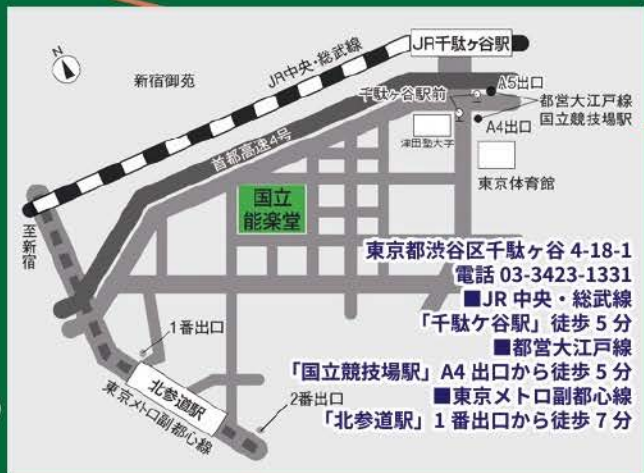 N
新宿御苑
JR中央・総武線
JR千駄ヶ谷駅
A5出口
千駄ヶ谷駅前
都営大江戸線
国立競技場駅
A4出口
津田塾大学
東京体育館
首都高速4号
国立
能楽堂
至新宿
1番出口
北参道駅
東京メトロ副都心線
2番出口
東京都渋谷区千駄ヶ谷 4-18-1
電話 03-3423-1331
■JR 中央・総武線
「千駄ケ谷駅」徒歩 5 分
■都営大江戸線
「国立競技場駅」A4 出口から徒歩 5 分
■東京メトロ副都心線
「北参道駅」1 番出口から徒歩 7 分